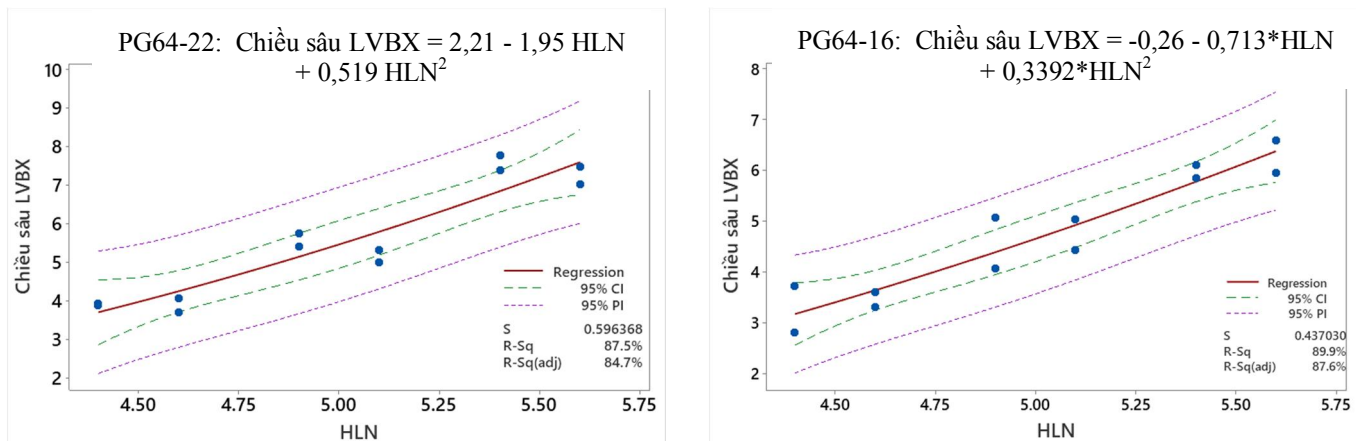 PG64-22: Chiều sâu LVBX = 2,21 - 1,95 HLN
+ 0,519 HLN²
10
9
8
7
6
5
4
3
2
Chiều sâu LVBX
Regression
95% CI
95% PI
S 0.596368
R-Sq 87.5%
R-Sq(adj) 84.7%
4.50 4.75 5.00 5.25 5.50 5.75
HLN
PG64-16: Chiều sâu LVBX = -0,26 - 0,713*HLN
+ 0,3392*HLN²
8
7
6
5
4
3
2
Chiều sâu LVBX
Regression
95% CI
95% PI
S 0.437030
R-Sq 89.9%
R-Sq(adj) 87.6%
4.50 4.75 5.00 5.25 5.50 5.75
HLN